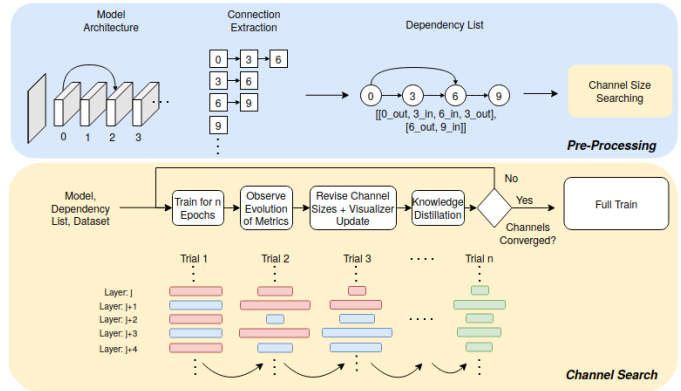 Model
Architecture
Connection
Extraction
Dependency List
0 3 6
3 6
6 9
9
0 1 2 3
0 3 6 9
[[0_out, 3_in, 6_in, 3_out],
[6_out, 9_in]]
Channel Size
Searching
Pre-Processing
Model,
Dependency
List, Dataset
Train for n
Epochs
Observe
Evolution
of Metrics
Revise Channel
Sizes + Visualizer
Update
Knowledge
Distillation
No
Yes
Channels
Converged?
Full Train
Trial 1 Trial 2 Trial 3 Trial n
Layer: j
Layer: j+1
Layer: j+2
Layer: j+3
Layer: j+4
Channel Search